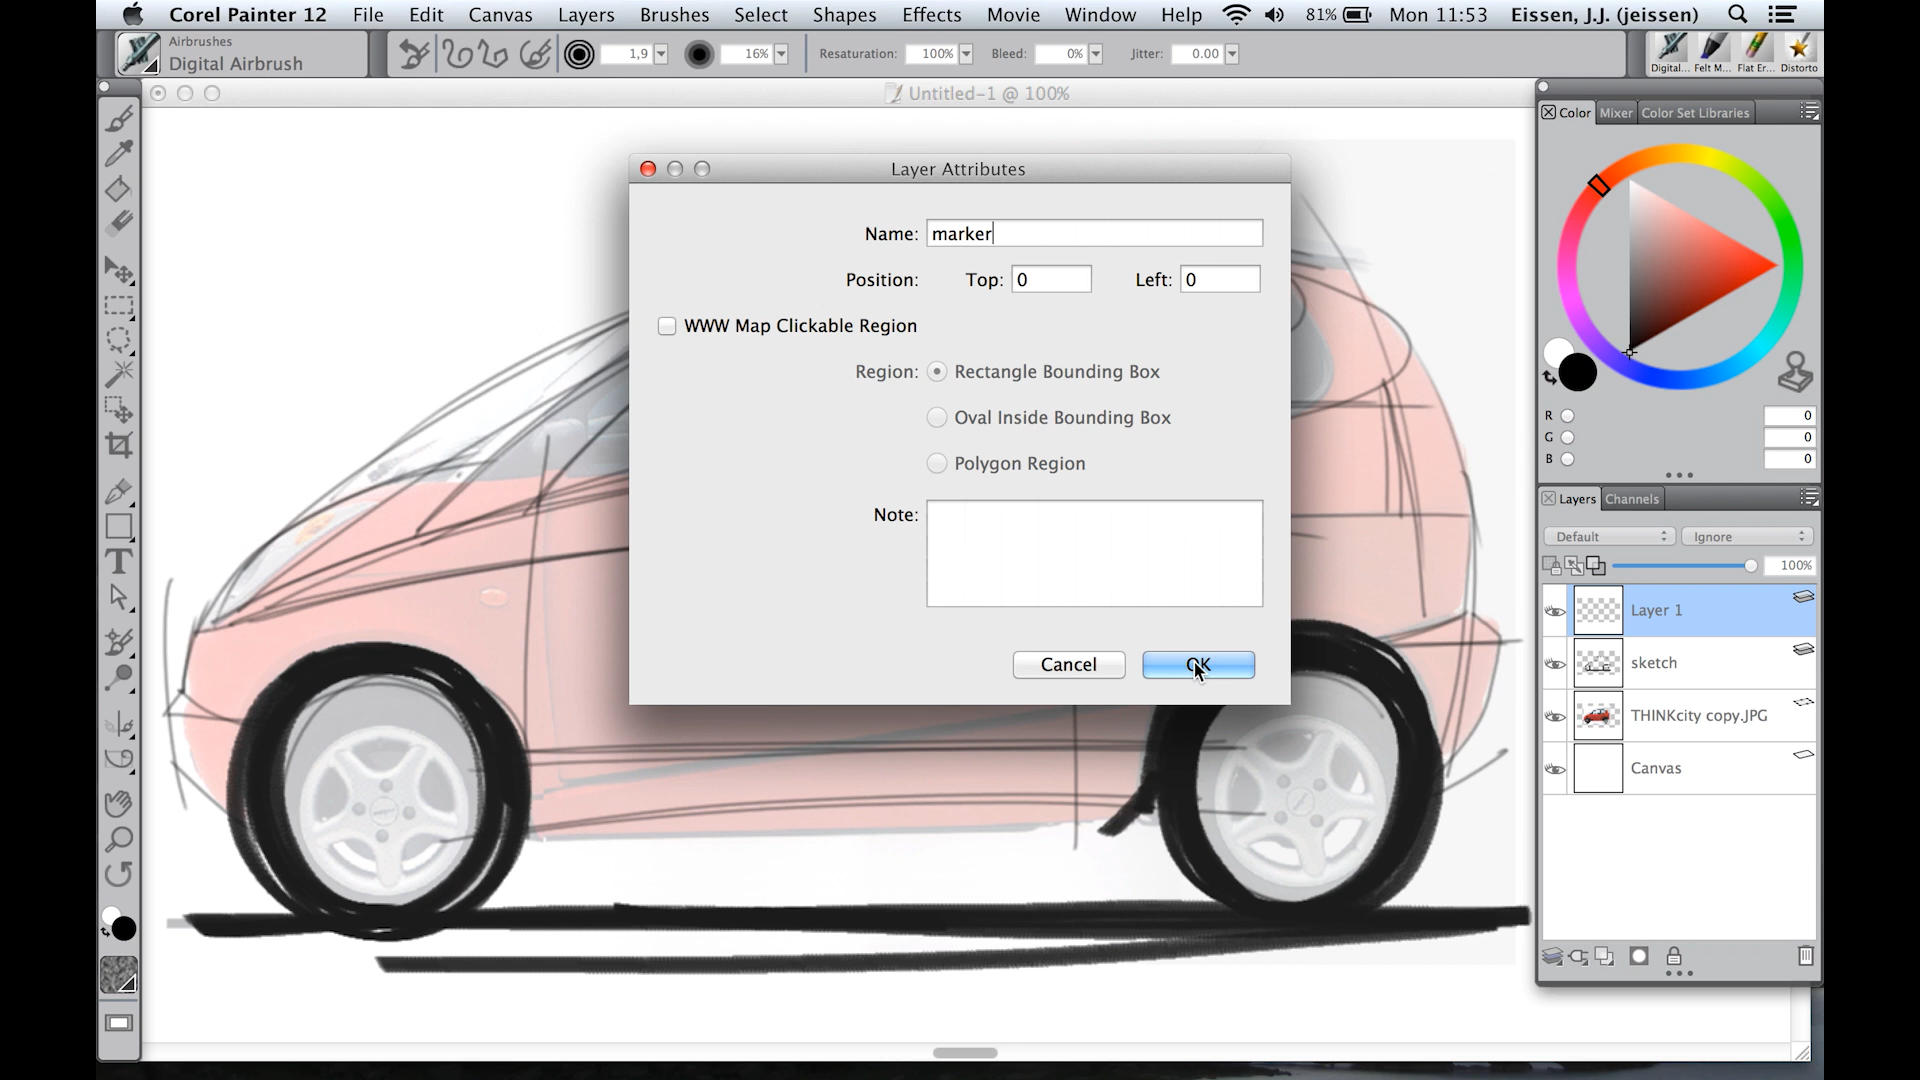 Corel Painter 12 File Edit Canvas Layers Brushes Select Shapes Effects Movie Window Help 81% Mon 11:53 Eissen, J.J. (jeissen)
Airbrushes
Digital Airbrush
1,9 16% Resaturation: 100% Bleed: 0% Jitter: 0.00
Digital... Felt M... Flat Er... Distorto
Untitled-1 @ 100%
Color Mixer Color Set Libraries
Layer Attributes
Name: marker
Position: Top: 0 Left: 0
WWW Map Clickable Region
Region: Rectangle Bounding Box
Oval Inside Bounding Box
Polygon Region
Note:
Cancel OK
R 0
G 0
B 0
Layers Channels
Default Ignore
100%
Layer 1
sketch
THINKcity copy.JPG
Canvas
T